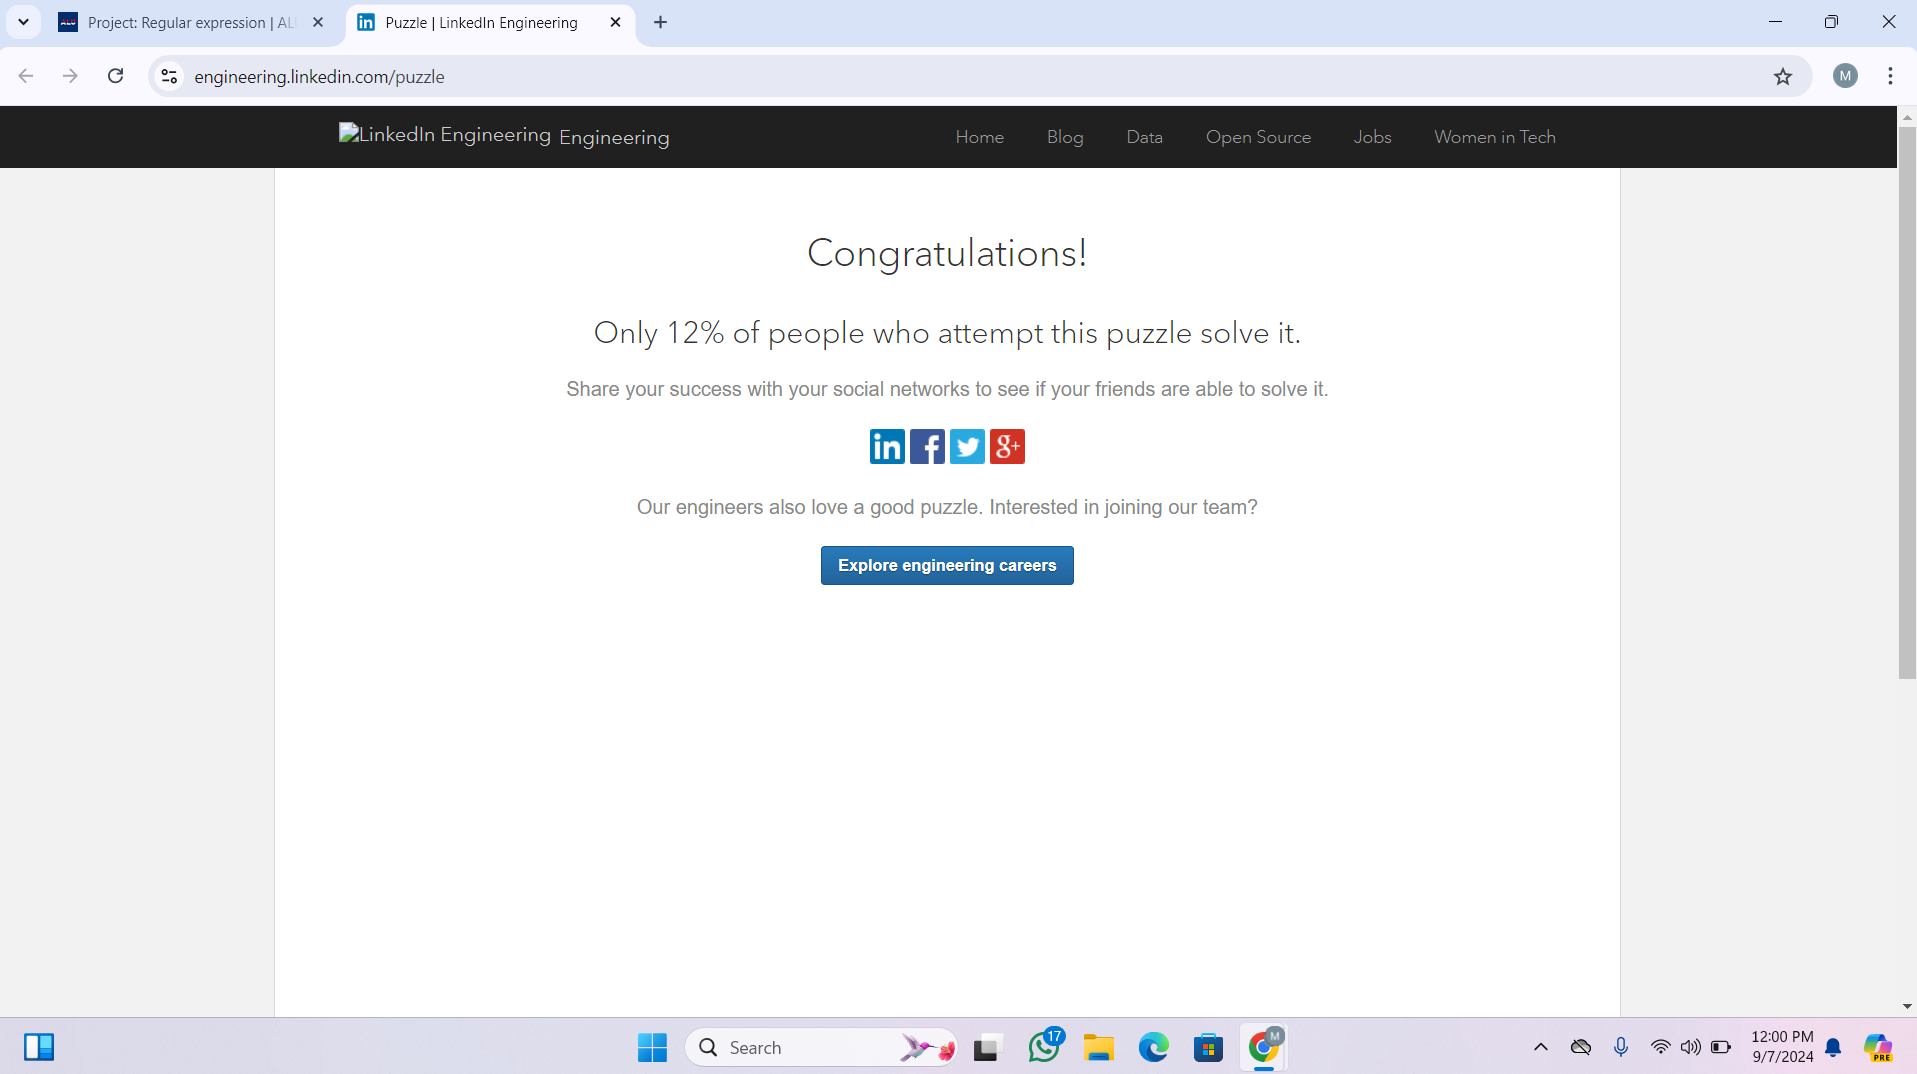 Project: Regular expression | AL
Puzzle | LinkedIn Engineering
engineering.linkedin.com/puzzle
M
LinkedIn Engineering Engineering
Home Blog Data Open Source Jobs Women in Tech
Congratulations!
Only 12% of people who attempt this puzzle solve it.
Share your success with your social networks to see if your friends are able to solve it.
in f g+
Our engineers also love a good puzzle. Interested in joining our team?
Explore engineering careers
Search
17
M
12:00 PM
9/7/2024
PRE